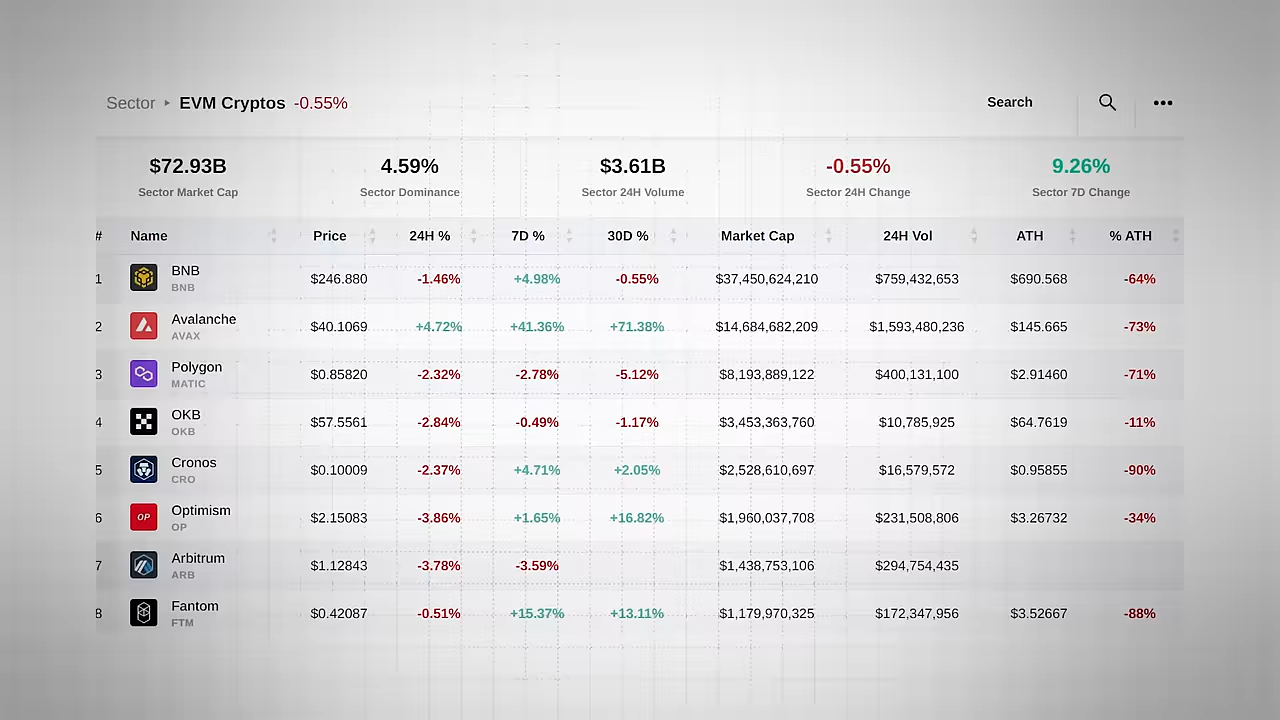 Sector ▸ EVM Cryptos -0.55% Search •••
$72.93B 4.59% $3.61B -0.55% 9.26%
Sector Market Cap Sector Dominance Sector 24H Volume Sector 24H Change Sector 7D Change
# Name Price 24H % 7D % 30D % Market Cap 24H Vol ATH % ATH
1 BNB $246.880 -1.46% +4.98% -0.55% $37,450,624,210 $759,432,653 $690.568 -64%
BNB
2 Avalanche $40.1069 +4.72% +41.36% +71.38% $14,684,682,209 $1,593,480,236 $145.665 -73%
AVAX
3 Polygon $0.85820 -2.32% -2.78% -5.12% $8,193,889,122 $400,131,100 $2.91460 -71%
MATIC
4 OKB $57.5561 -2.84% -0.49% -1.17% $3,453,363,760 $10,785,925 $64.7619 -11%
OKB
5 Cronos $0.10009 -2.37% +4.71% +2.05% $2,528,610,697 $16,579,572 $0.95855 -90%
CRO
6 OP Optimism $2.15083 -3.86% +1.65% +16.82% $1,960,037,708 $231,508,806 $3.26732 -34%
OP
7 Arbitrum $1.12843 -3.78% -3.59% $1,438,753,106 $294,754,435
ARB
8 Fantom $0.42087 -0.51% +15.37% +13.11% $1,179,970,325 $172,347,956 $3.52667 -88%
FTM